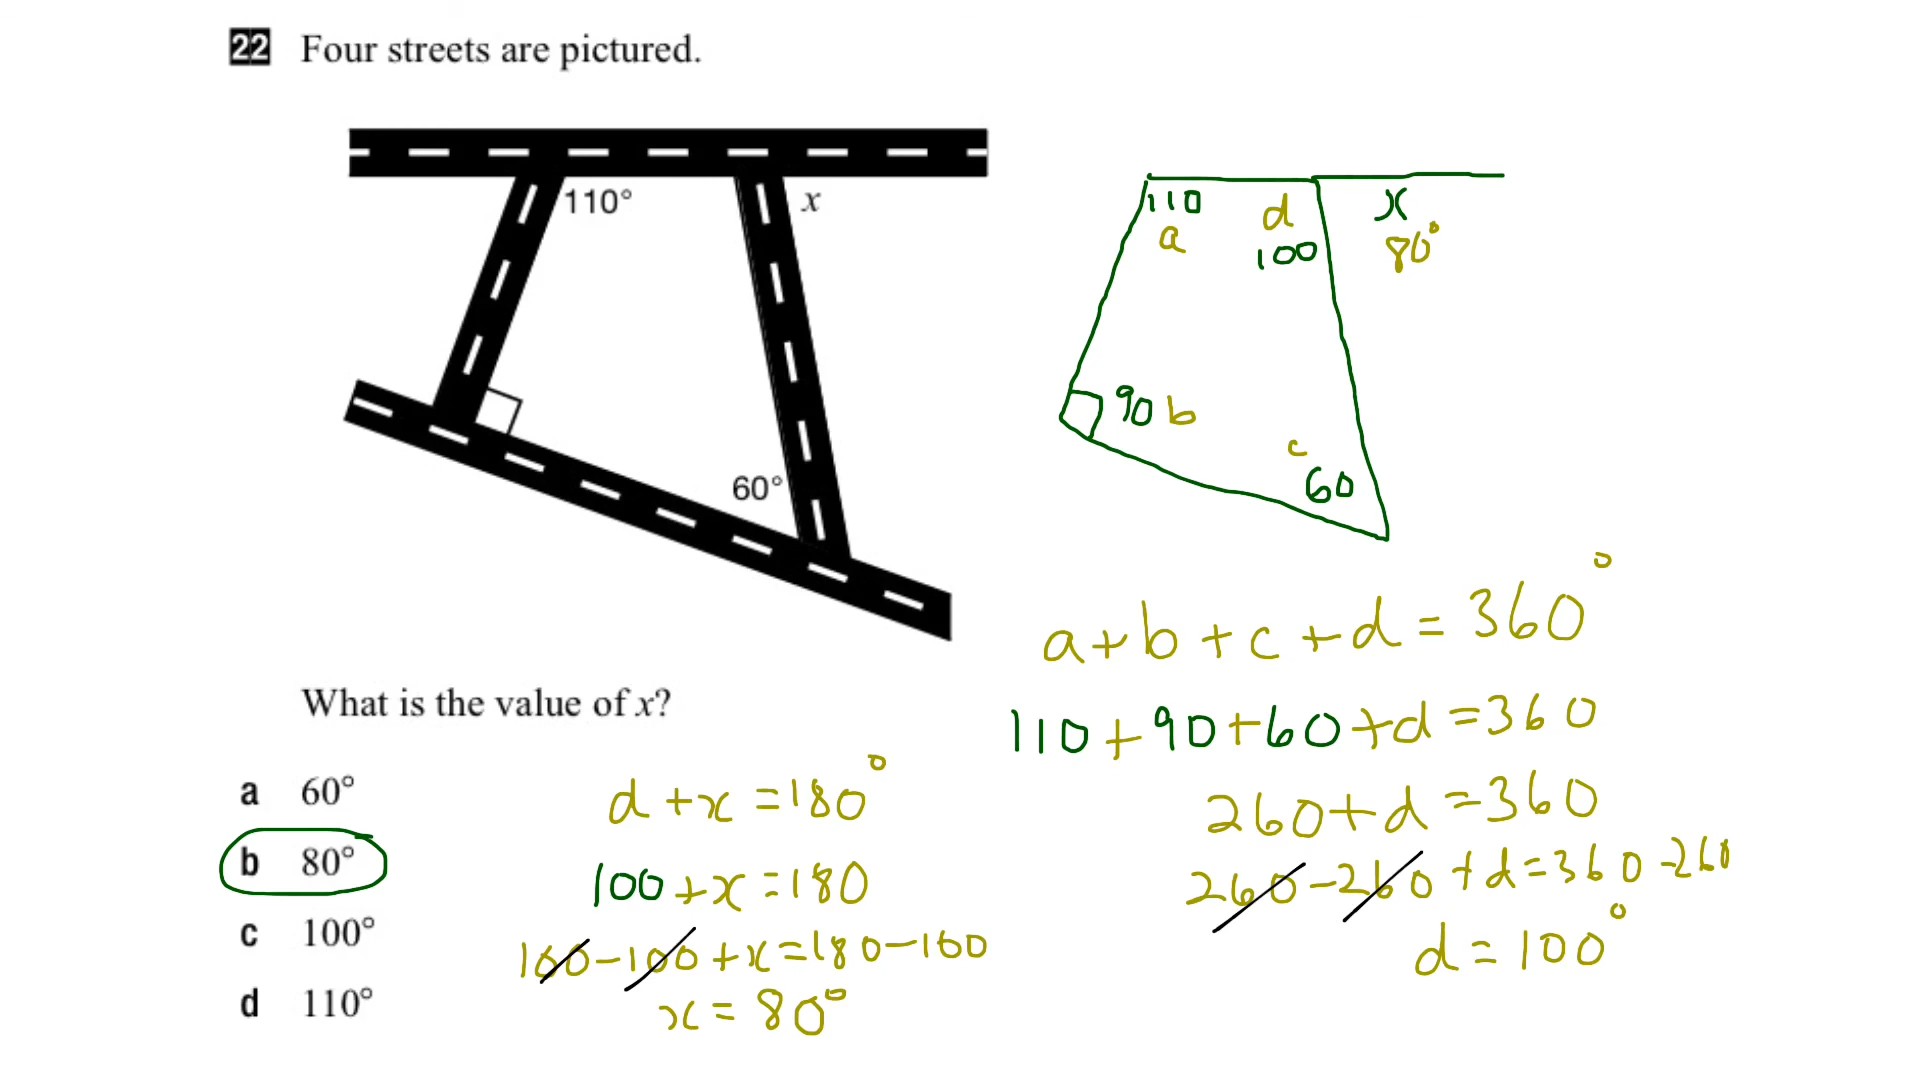 22 Four streets are pictured.
110°
x
60°
110
a
d
100
x
80°
90 b
c
60
a+b+c+d=360°
110+90+60+d=360
260+d=360
260-260+d=360-260
d=100°
What is the value of x?
a 60°
b 80°
c 100°
d 110°
d+x=180°
100+x=180
100-100+x=180-100
x=80°